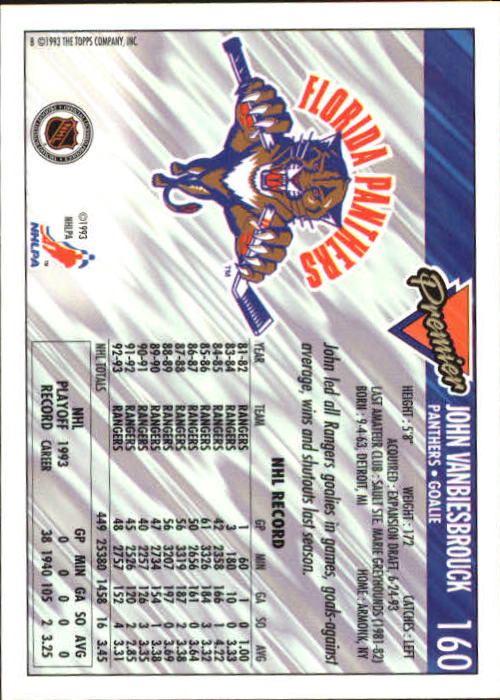 Premier
JOHN VANBIESBROUCK 160
PANTHERS • GOALIE
HEIGHT: 5'8" WEIGHT: 172 CATCHES: LEFT
ACQUIRED: EXPANSION DRAFT, 6-24-93
LAST AMATEUR CLUB: SAULT STE. MARIE GREYHOUNDS (1981-82)
BORN: 9-4-63, DETROIT, MI HOME: ARMONK, NY
FLORIDA PANTHERS
TM
John led all Rangers goalies in games, goals-against
average, wins and shutouts last season.
NHL RECORD
YEAR TEAM GP MIN GA SO AVG
81-82 RANGERS 1 60 1 0 1.00
83-84 RANGERS 3 180 10 0 3.33
84-85 RANGERS 42 2358 166 1 4.22
85-86 RANGERS 61 3326 184 3 3.32
86-87 RANGERS 50 2656 161 0 3.64
87-88 RANGERS 56 3319 187 2 3.38
88-89 RANGERS 56 3207 197 0 3.69
89-90 RANGERS 47 2734 154 1 3.38
90-91 RANGERS 40 2257 126 3 3.35
91-92 RANGERS 45 2526 120 2 2.85
92-93 RANGERS 48 2757 152 4 3.31
NHL TOTALS 449 25380 1458 16 3.45
NHL GP MIN GA SO AVG
PLAYOFF 1993 0 0 0 0
RECORD CAREER 38 1940 105 2 3.25
©1993
NHLPA
NHLPA
TM
NHL
B ©1993 THE TOPPS COMPANY, INC.